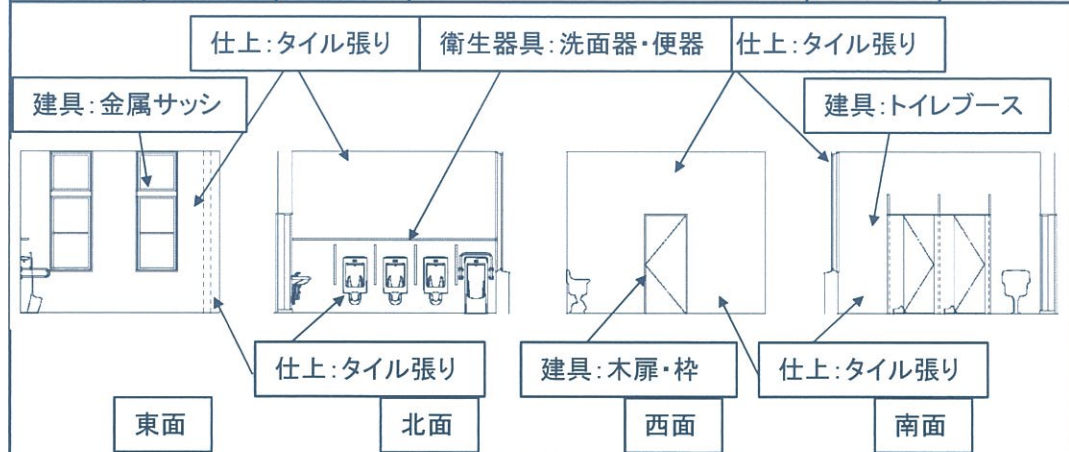 仕上:タイル張り
衛生器具:洗面器・便器
仕上:タイル張り
建具:金属サッシ
建具:トイレブース
仕上:タイル張り
建具:木扉・枠
仕上:タイル張り
東面
北面
西面
南面